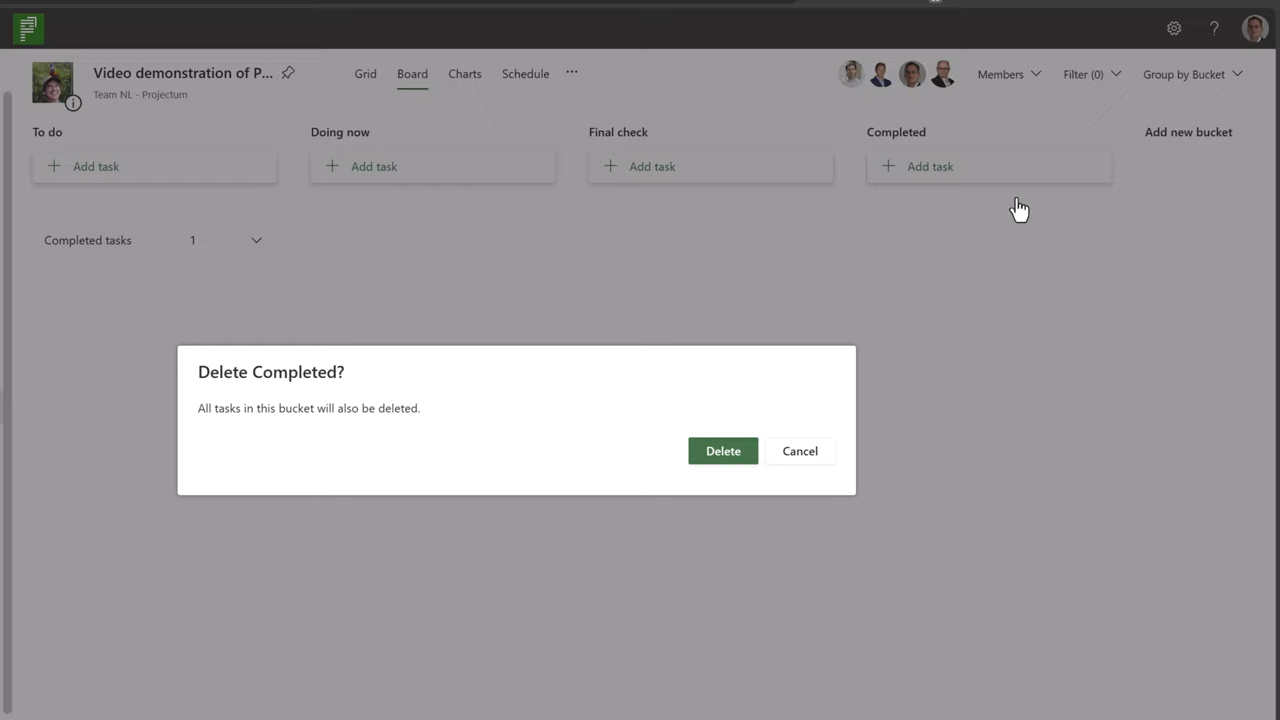 Video demonstration of P...
Team NL - Projectum
Grid
Board
Charts
Schedule
...
Members
Filter (0)
Group by Bucket
?
To do
Doing now
Final check
Completed
Add new bucket
Add task
Add task
Add task
Add task
Completed tasks 1
Delete Completed?
All tasks in this bucket will also be deleted.
Delete
Cancel